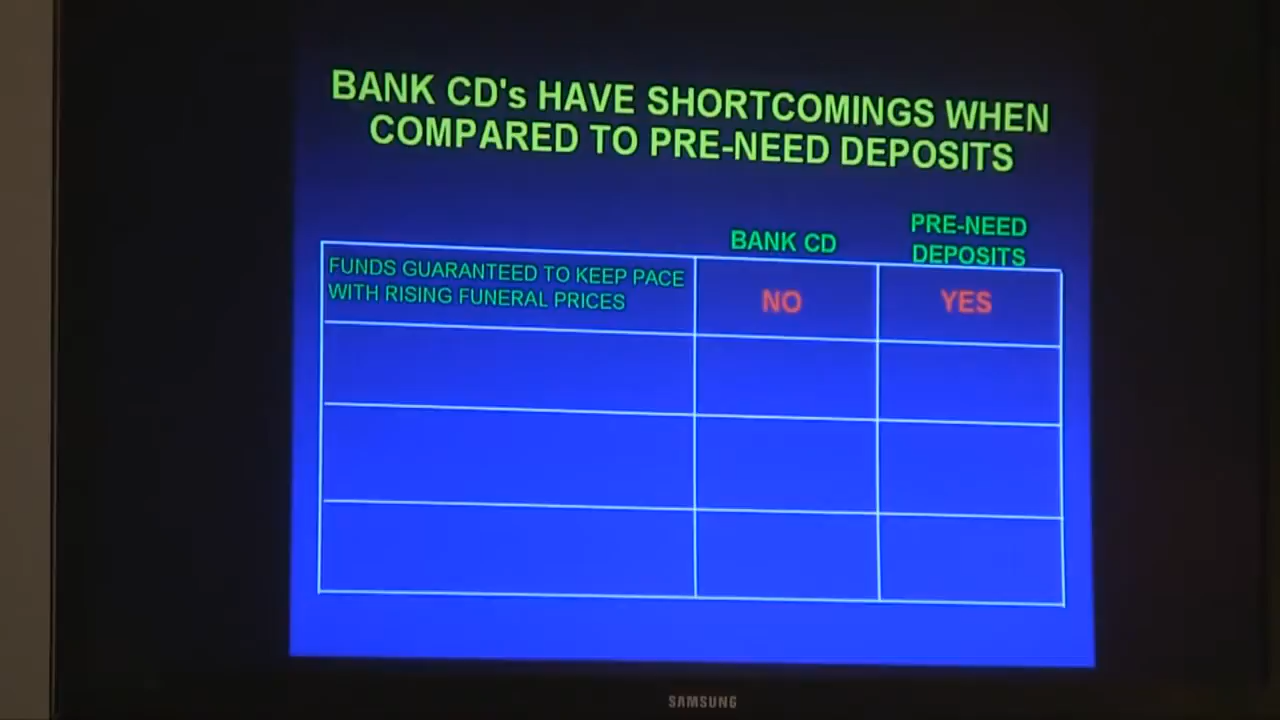 BANK CD's HAVE SHORTCOMINGS WHEN
COMPARED TO PRE-NEED DEPOSITS
BANK CD
PRE-NEED
DEPOSITS
FUNDS GUARANTEED TO KEEP PACE
WITH RISING FUNERAL PRICES
NO
YES
SAMSUNG